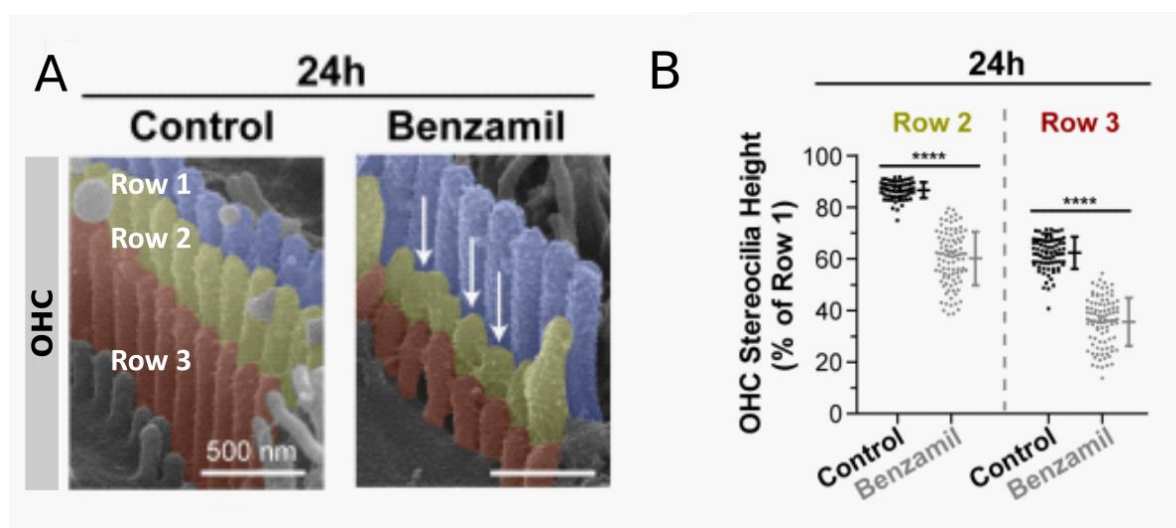 A
24h
Control
Benzamil
OHC
Row 1
Row 2
Row 3
500 nm
B
24h
Row 2
Row 3
OHC Stereocilia Height
(% of Row 1)
100
80
60
40
20
0
****
****
Control
Benzamil
Control
Benzamil